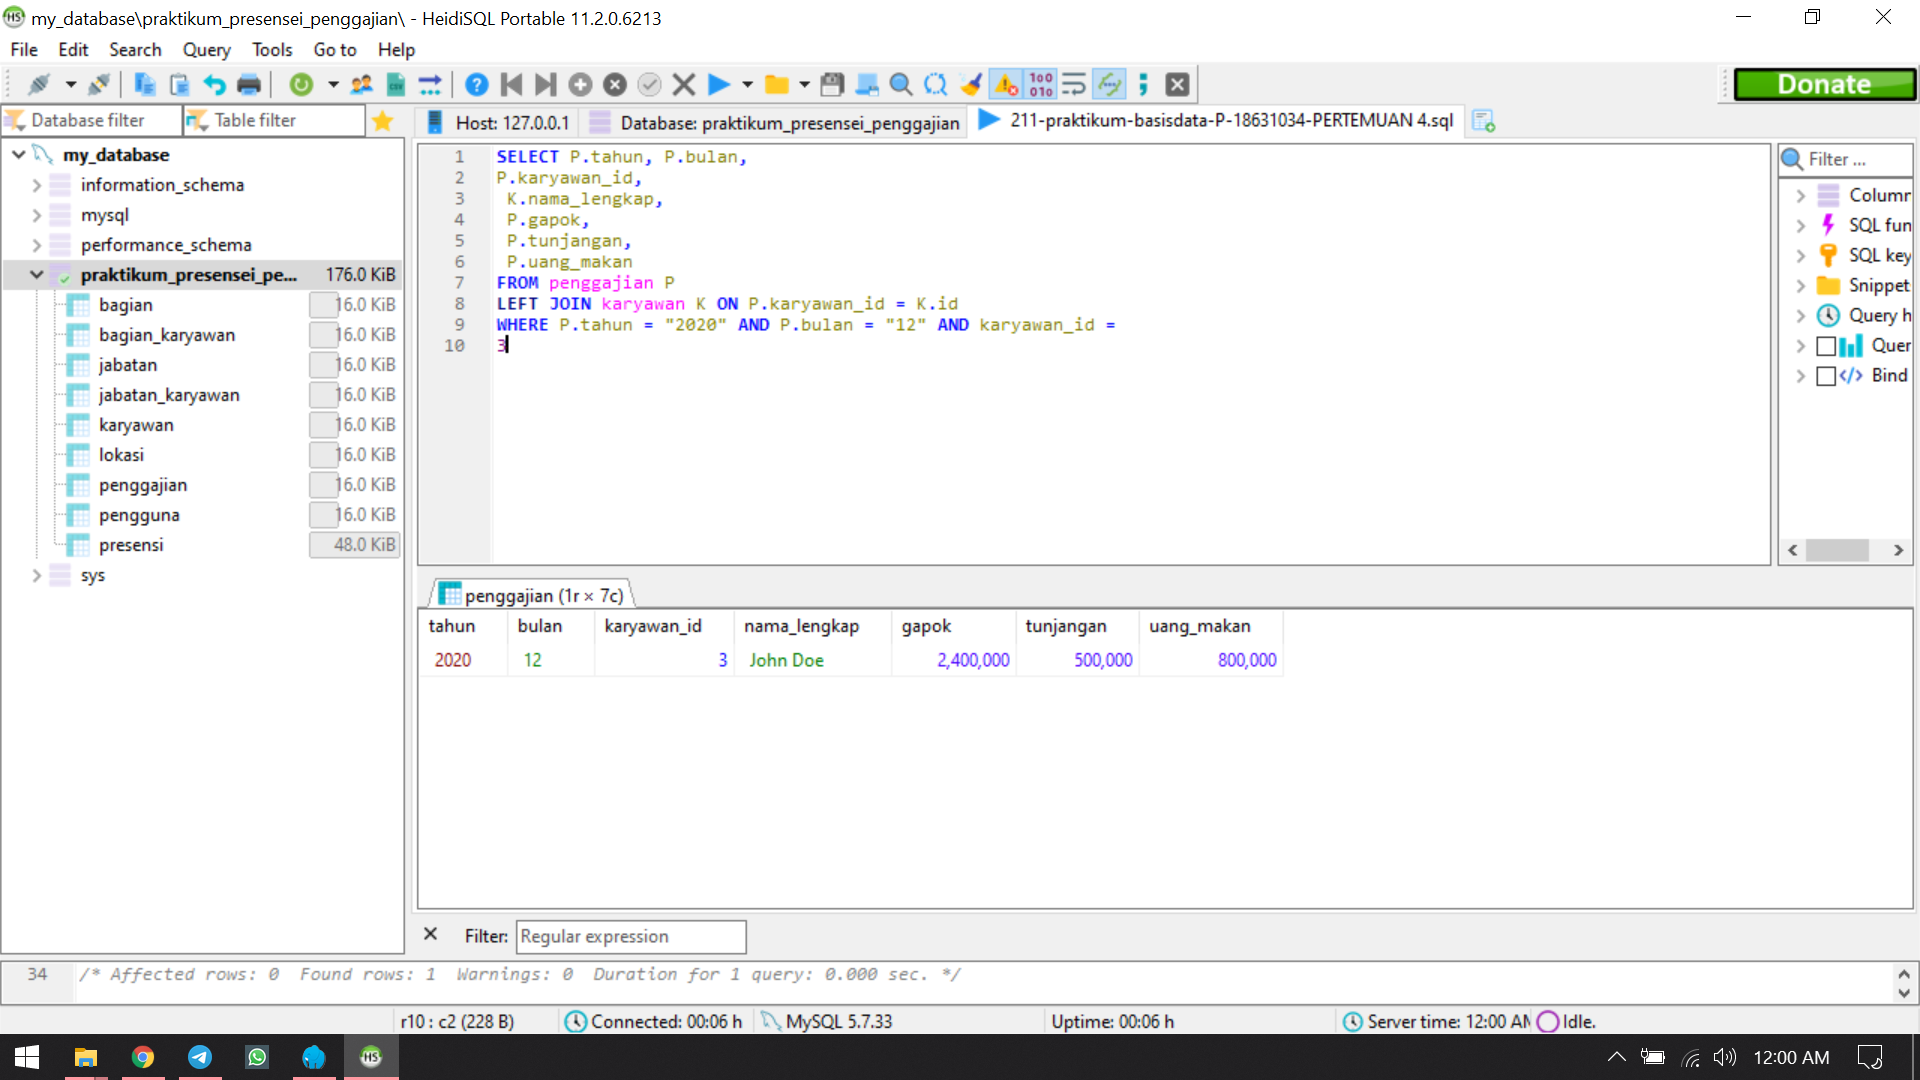 my_database\praktikum_presensei_penggajian\ - HeidiSQL Portable 11.2.0.6213
File Edit Search Query Tools Go to Help
Donate
Database filter Table filter
Host: 127.0.0.1 Database: praktikum_presensei_penggajian 211-praktikum-basisdata-P-18631034-PERTEMUAN 4.sql
my_database
information_schema
mysql
performance_schema
praktikum_presensei_pe... 176.0 KiB
bagian 16.0 KiB
bagian_karyawan 16.0 KiB
jabatan 16.0 KiB
jabatan_karyawan 16.0 KiB
karyawan 16.0 KiB
lokasi 16.0 KiB
penggajian 16.0 KiB
pengguna 16.0 KiB
presensi 48.0 KiB
sys
1 SELECT P.tahun, P.bulan,
2 P.karyawan_id,
3 K.nama_lengkap,
4 P.gapok,
5 P.tunjangan,
6 P.uang_makan
7 FROM penggajian P
8 LEFT JOIN karyawan K ON P.karyawan_id = K.id
9 WHERE P.tahun = "2020" AND P.bulan = "12" AND karyawan_id =
10 3
Filter ...
Column
SQL fun
SQL key
Snippet
Query h
Quer
Bind
penggajian (1r × 7c)
tahun bulan karyawan_id nama_lengkap gapok tunjangan uang_makan
2020 12 3 John Doe 2,400,000 500,000 800,000
Filter: Regular expression
34 /* Affected rows: 0 Found rows: 1 Warnings: 0 Duration for 1 query: 0.000 sec. */
r10 : c2 (228 B) Connected: 00:06 h MySQL 5.7.33 Uptime: 00:06 h Server time: 12:00 AM Idle.
HS 12:00 AM